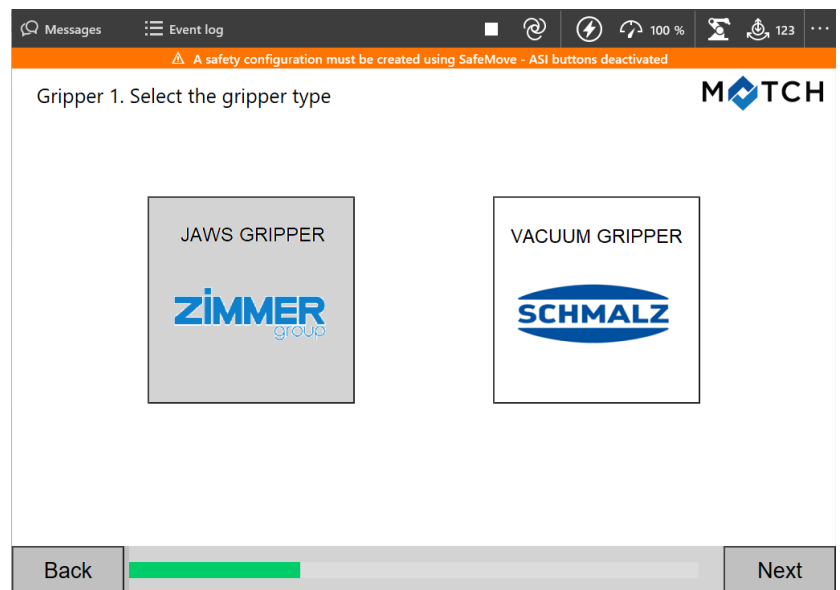 Messages
Event log
100 %
123
A safety configuration must be created using SafeMove - ASI buttons deactivated
Gripper 1. Select the gripper type
MATCH
JAWS GRIPPER
ZIMMER
group
VACUUM GRIPPER
SCHMALZ
Back
Next